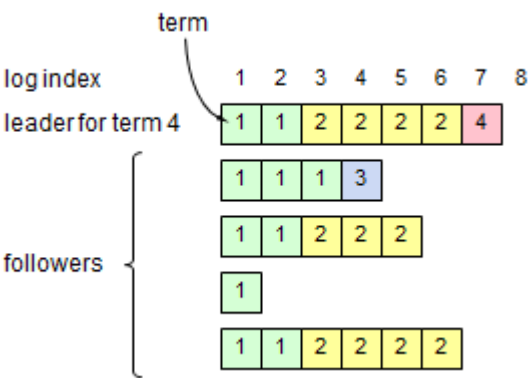 term
log index 1 2 3 4 5 6 7 8
leader for term 4 1 1 2 2 2 2 4
1 1 1 3
1 1 2 2 2
followers
1
1 1 2 2 2 2